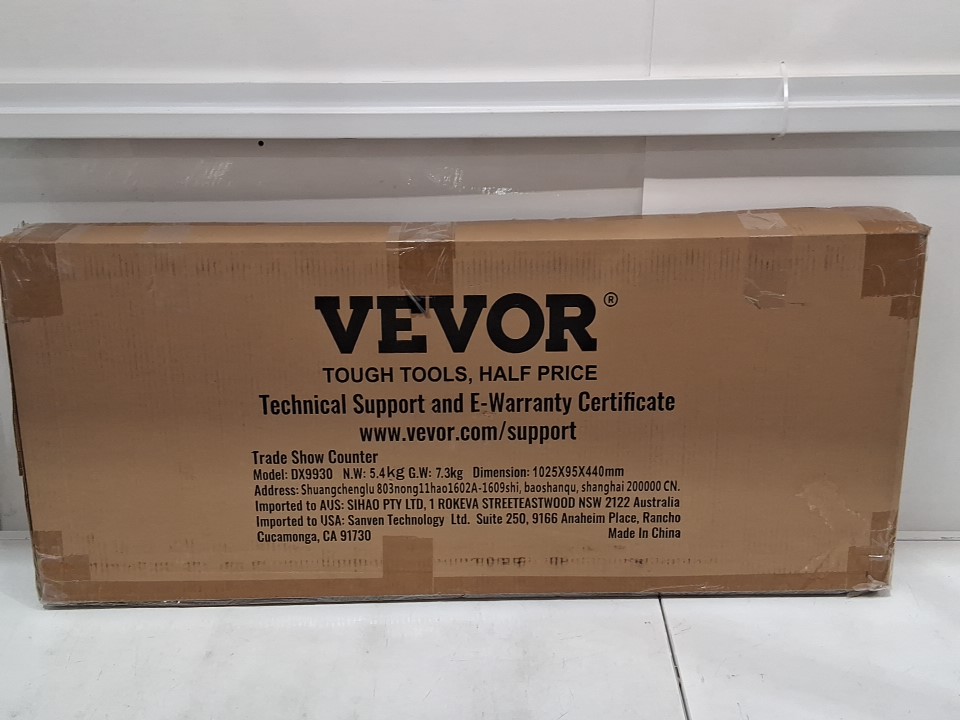 VEVOR®
TOUGH TOOLS, HALF PRICE
Technical Support and E-Warranty Certificate
www.vevor.com/support
Trade Show Counter
Model: DX9930 N.W: 5.4kg G.W: 7.3kg Dimension: 1025X95X440mm
Address: Shuangchenglu 803nong11hao1602A-1609shi, baoshanqu, shanghai 200000 CN.
Imported to AUS: SIHAO PTY LTD, 1 ROKEVA STREETEASTWOOD NSW 2122 Australia
Imported to USA: Sanven Technology Ltd. Suite 250, 9166 Anaheim Place, Rancho
Cucamonga, CA 91730 Made In China